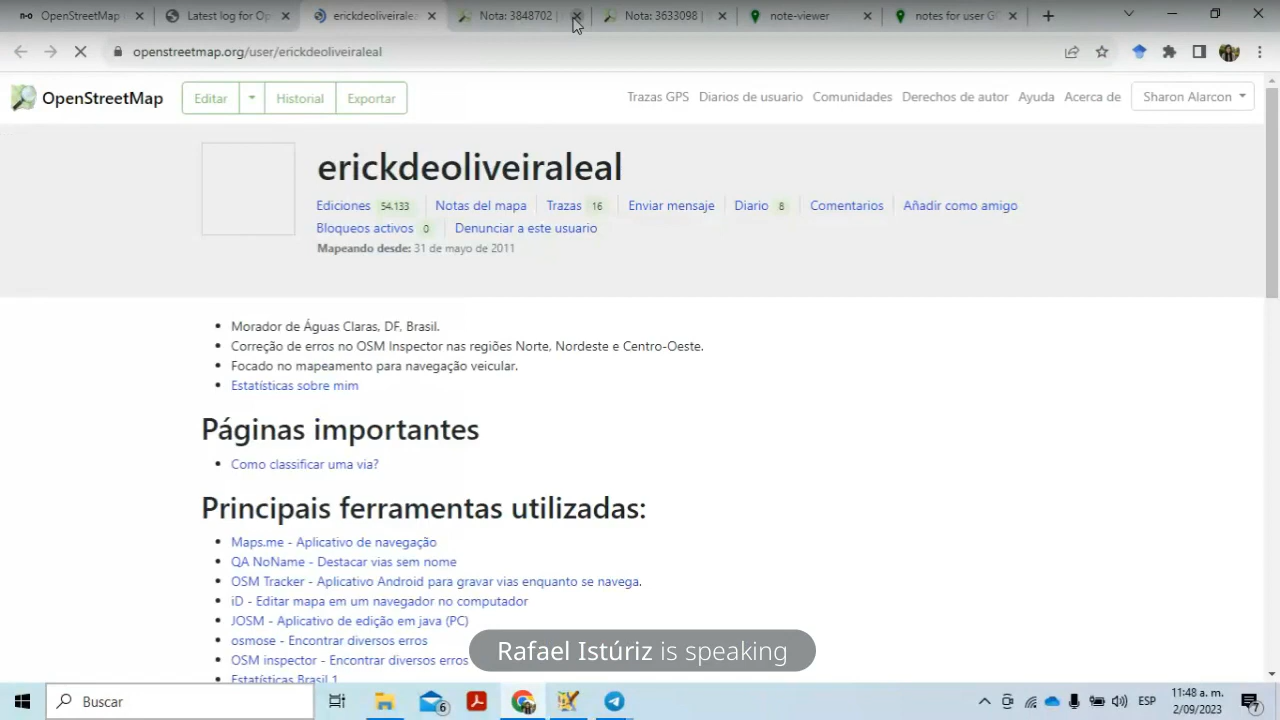 OpenStreetMap
Latest log for Op
erickdeoliveiralea
Nota: 3848702 |
Nota: 3633098 |
note-viewer
notes for user
openstreetmap.org/user/erickdeoliveiraleal
OpenStreetMap
Editar
Historial
Exportar
Trazas GPS
Diarios de usuario
Comunidades
Derechos de autor
Ayuda
Acerca de
Sharon Alarcon
erickdeoliveiraleal
Ediciones 54.133 Notas del mapa Trazas 16 Enviar mensaje Diario 8 Comentarios Añadir como amigo
Bloqueos activos 0 Denunciar a este usuario
Mapeando desde: 31 de mayo de 2011
Morador de Águas Claras, DF, Brasil.
Correção de erros no OSM Inspector nas regiões Norte, Nordeste e Centro-Oeste.
Focado no mapeamento para navegação veicular.
Estatísticas sobre mim
Páginas importantes
Como classificar uma via?
Principais ferramentas utilizadas:
Maps.me - Aplicativo de navegação
QA NoName - Destacar vias sem nome
OSM Tracker - Aplicativo Android para gravar vias enquanto se navega.
iD - Editar mapa em um navegador no computador
JOSM - Aplicativo de edição em java (PC)
osmose - Encontrar diversos erros
OSM inspector - Encontrar diversos erros
Estatísticas Brasil 1
Rafael Istúriz is speaking
Buscar
6
ESP
11:48 a. m.
2/09/2023
7